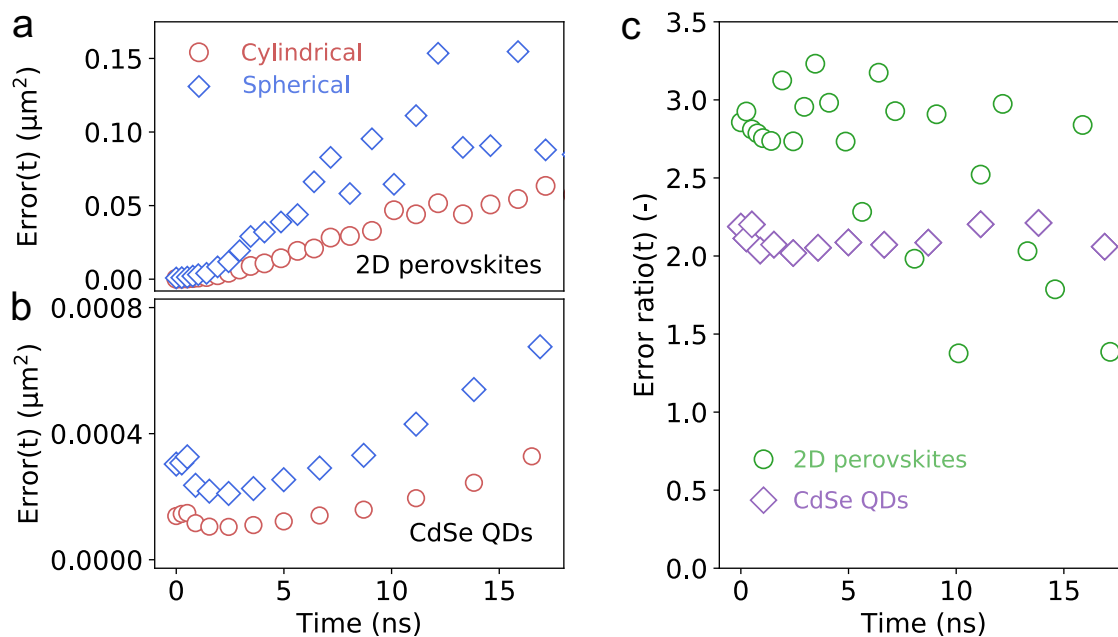 a
Error(t) (μm²)
0.15
0.10
0.05
0.00
Cylindrical
Spherical
2D perovskites
b
Error(t) (μm²)
0.0008
0.0004
0.0000
CdSe QDs
0 5 10 15
Time (ns)
c
Error ratio(t) (-)
3.5
3.0
2.5
2.0
1.5
1.0
0.5
0.0
2D perovskites
CdSe QDs
0 5 10 15
Time (ns)